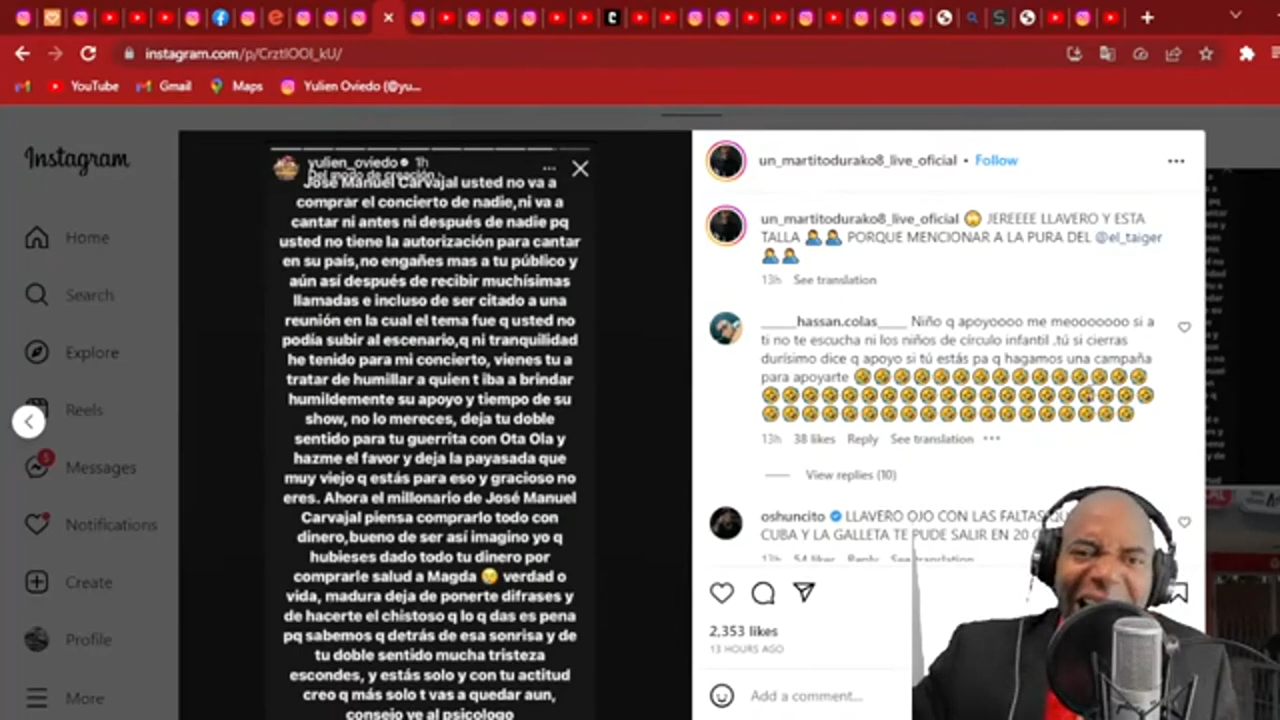 instagram.com/p/CrztlOOl_kU/
YouTube
Gmail
Maps
Yulien Oviedo (@yu...
Instagram
Home
Search
Explore
Reels
5
Messages
Notifications
Create
Profile
More
yulien_oviedo 1h
Del modo de creación
José Manuel Carvajal usted no va a
comprar el concierto de nadie,ni va a
cantar ni antes ni después de nadie pq
usted no tiene la autorización para cantar
en su país,no engañes mas a tu público y
aún así después de recibir muchísimas
llamadas e incluso de ser citado a una
reunión en la cual el tema fue q usted no
podía subir al escenario,q ni tranquilidad
he tenido para mi concierto, vienes tu a
tratar de humillar a quien t iba a brindar
humildemente su apoyo y tiempo de su
show, no lo mereces, deja tu doble
sentido para tu guerrita con Ota Ola y
hazme el favor y deja la payasada que
muy viejo q estás para eso y gracioso no
eres. Ahora el millonario de José Manuel
Carvajal piensa comprarlo todo con
dinero,bueno de ser así imagino yo q
hubieses dado todo tu dinero por
comprarle salud a Magda 😢 verdad o
vida, madura deja de ponerte difrases y
de hacerte el chistoso q lo q das es pena
pq sabemos q detrás de esa sonrisa y de
tu doble sentido mucha tristeza
escondes, y estás solo y con tu actitud
creo q más solo t vas a quedar aun,
consejo ve al psicologo
un_martitodurako8_live_oficial • Follow
un_martitodurako8_live_oficial 🙄 JEREEEE LLAVERO Y ESTA
TALLA 🤦‍♂️🤦‍♂️ PORQUE MENCIONAR A LA PURA DEL @el_taiger
🤦‍♂️🤦‍♂️
13h See translation
_____hassan.colas____ Niño q apoyoooo me meooooooo si a
ti no te escucha ni los niños de círculo infantil ,tú si cierras
durísimo dice q apoyo si tú estás pa q hagamos una campaña
para apoyarte 🤣🤣🤣🤣🤣🤣🤣🤣🤣🤣🤣🤣🤣🤣🤣
🤣🤣🤣🤣🤣🤣🤣🤣🤣🤣🤣🤣🤣🤣🤣🤣🤣🤣🤣🤣
🤣🤣🤣🤣🤣🤣🤣🤣🤣🤣🤣🤣🤣🤣🤣🤣🤣🤣🤣
13h 38 likes Reply See translation
View replies (10)
oshuncito LLAVERO OJO CON LAS FALTAS
CUBA Y LA GALLETA TE PUDE SALIR EN 20
13h 54 likes Reply See translation
2,353 likes
13 HOURS AGO
Add a comment...